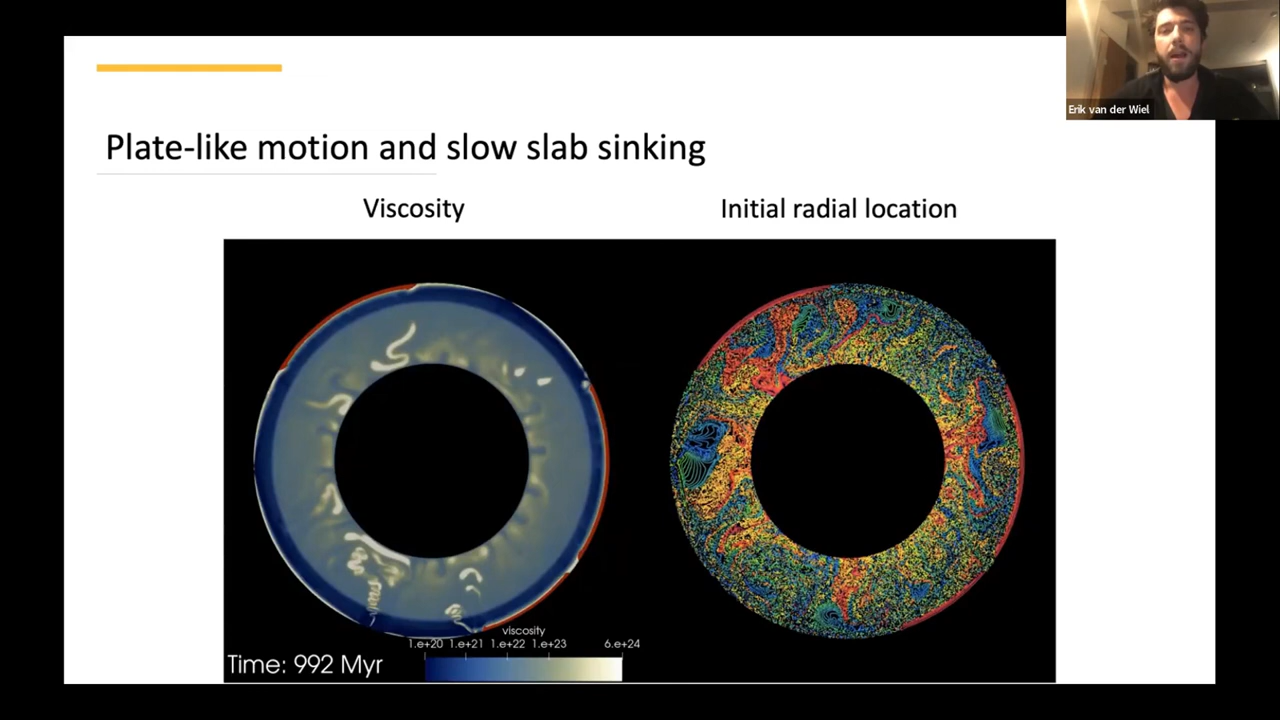 Erik van der Wiel
Plate-like motion and slow slab sinking
Viscosity
Initial radial location
viscosity
1.e+20 1.e+21 1.e+22 1.e+23 6.e+24
Time: 992 Myr